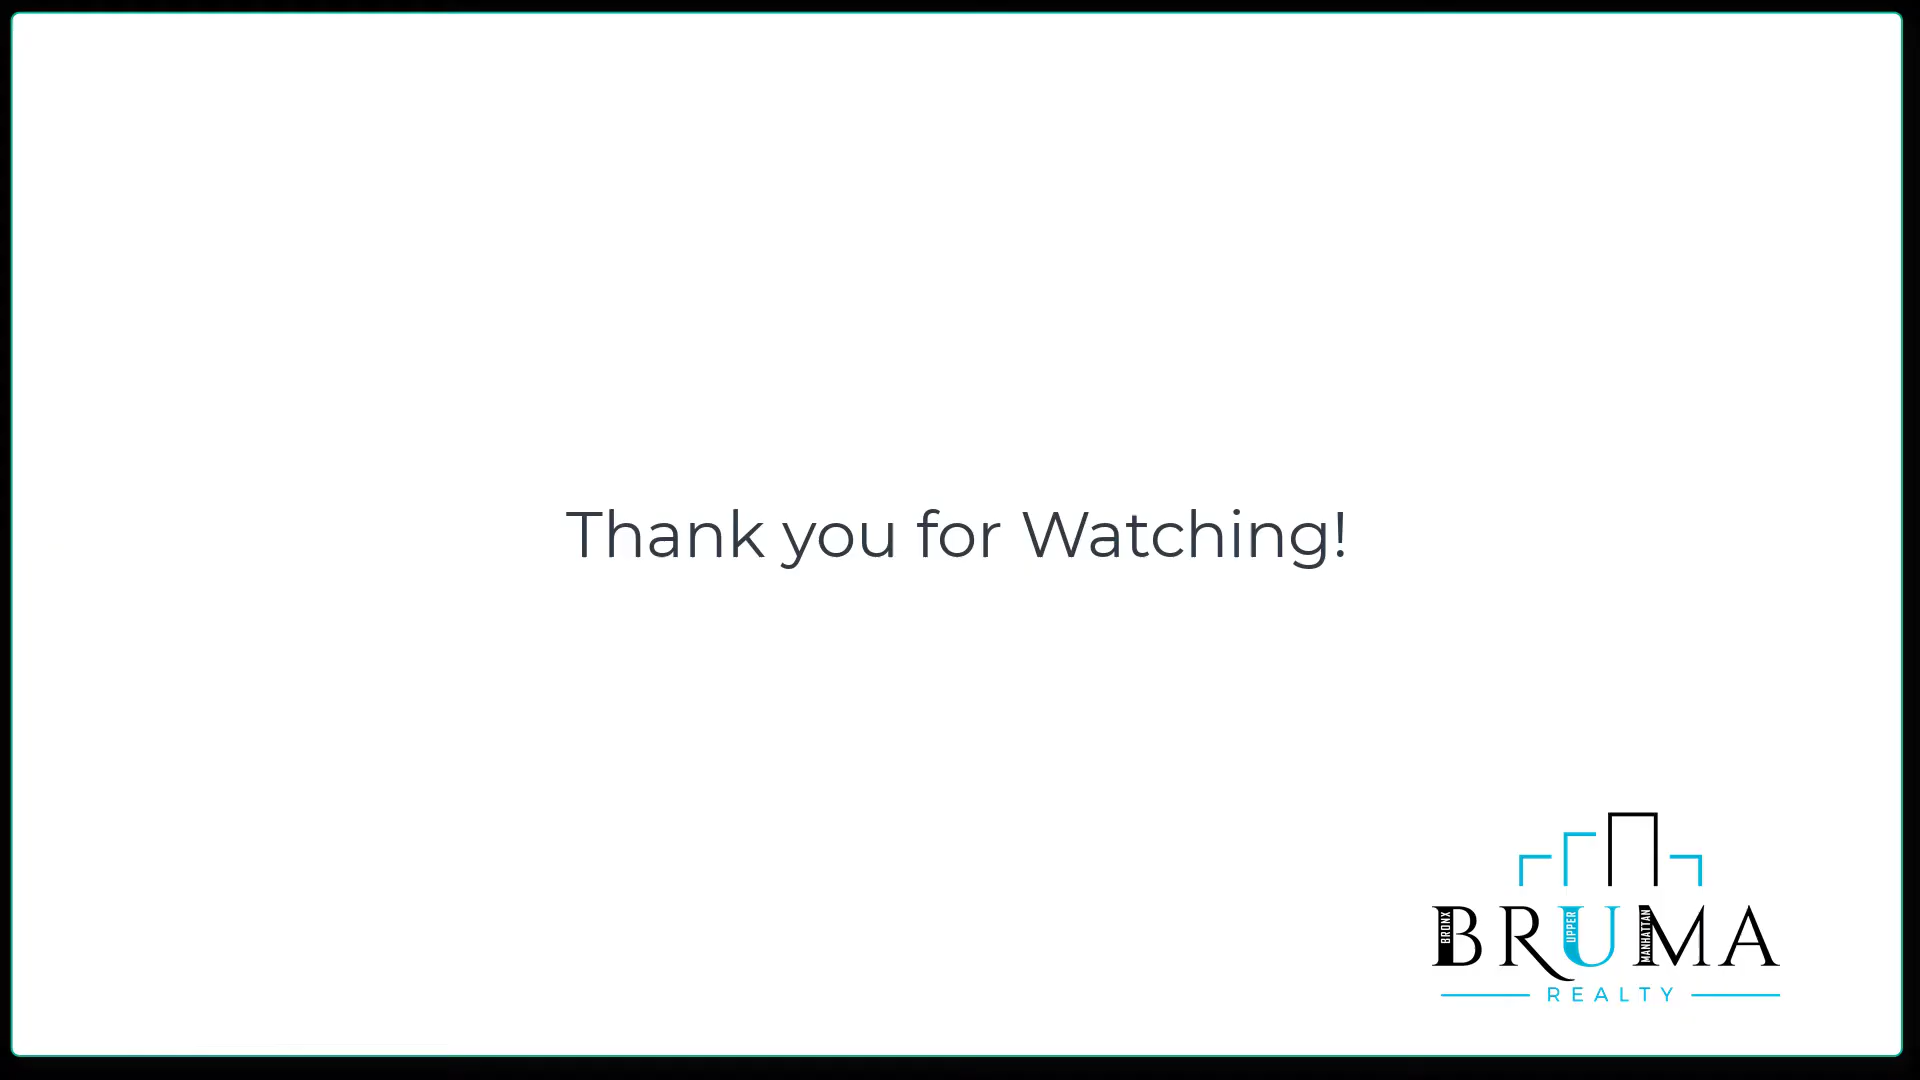 Thank you for Watching!
BRONX
UPPER
MANHATTAN
BRUMA
REALTY